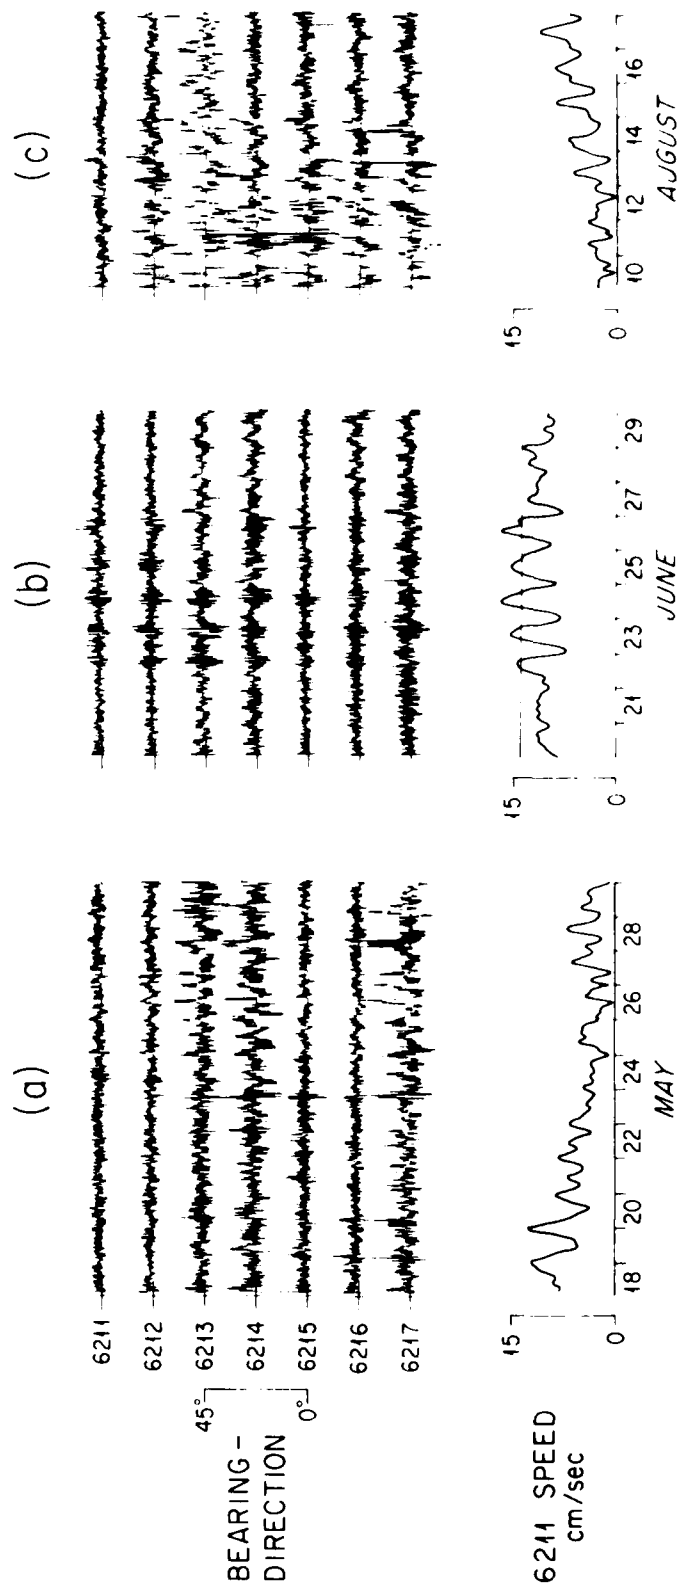 (a)
(b)
(c)
6211
6212
6213
6214
6215
6216
6217
BEARING –
DIRECTION
45°
0°
6211 SPEED
cm/sec
15
0
18 20 22 24 26 28
MAY
15
0
21 23 25 27 29
JUNE
15
0
10 12 14 16
AUGUST